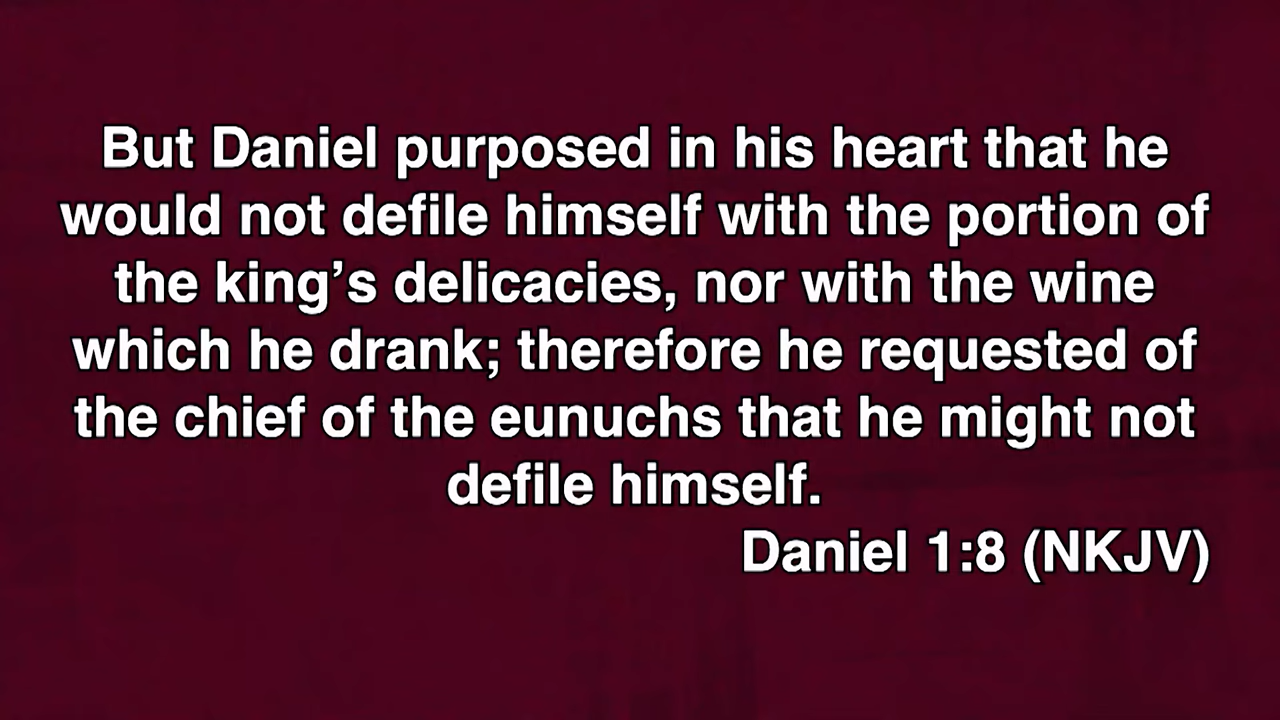 But Daniel purposed in his heart that he
would not defile himself with the portion of
the king’s delicacies, nor with the wine
which he drank; therefore he requested of
the chief of the eunuchs that he might not
defile himself.
Daniel 1:8 (NKJV)